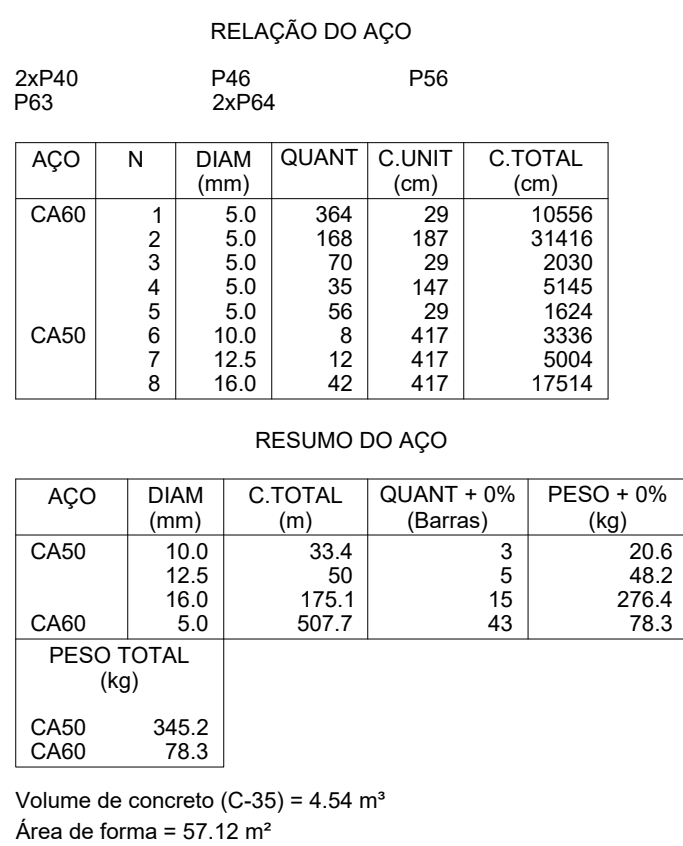 RELAÇÃO DO AÇO
2xP40 P46 P56
P63 2xP64
AÇO N DIAM QUANT C.UNIT C.TOTAL
(mm) (cm) (cm)
CA60 1 5.0 364 29 10556
2 5.0 168 187 31416
3 5.0 70 29 2030
4 5.0 35 147 5145
5 5.0 56 29 1624
CA50 6 10.0 8 417 3336
7 12.5 12 417 5004
8 16.0 42 417 17514
RESUMO DO AÇO
AÇO DIAM C.TOTAL QUANT + 0% PESO + 0%
(mm) (m) (Barras) (kg)
CA50 10.0 33.4 3 20.6
12.5 50 5 48.2
16.0 175.1 15 276.4
CA60 5.0 507.7 43 78.3
PESO TOTAL
(kg)
CA50 345.2
CA60 78.3
Volume de concreto (C-35) = 4.54 m³
Área de forma = 57.12 m²